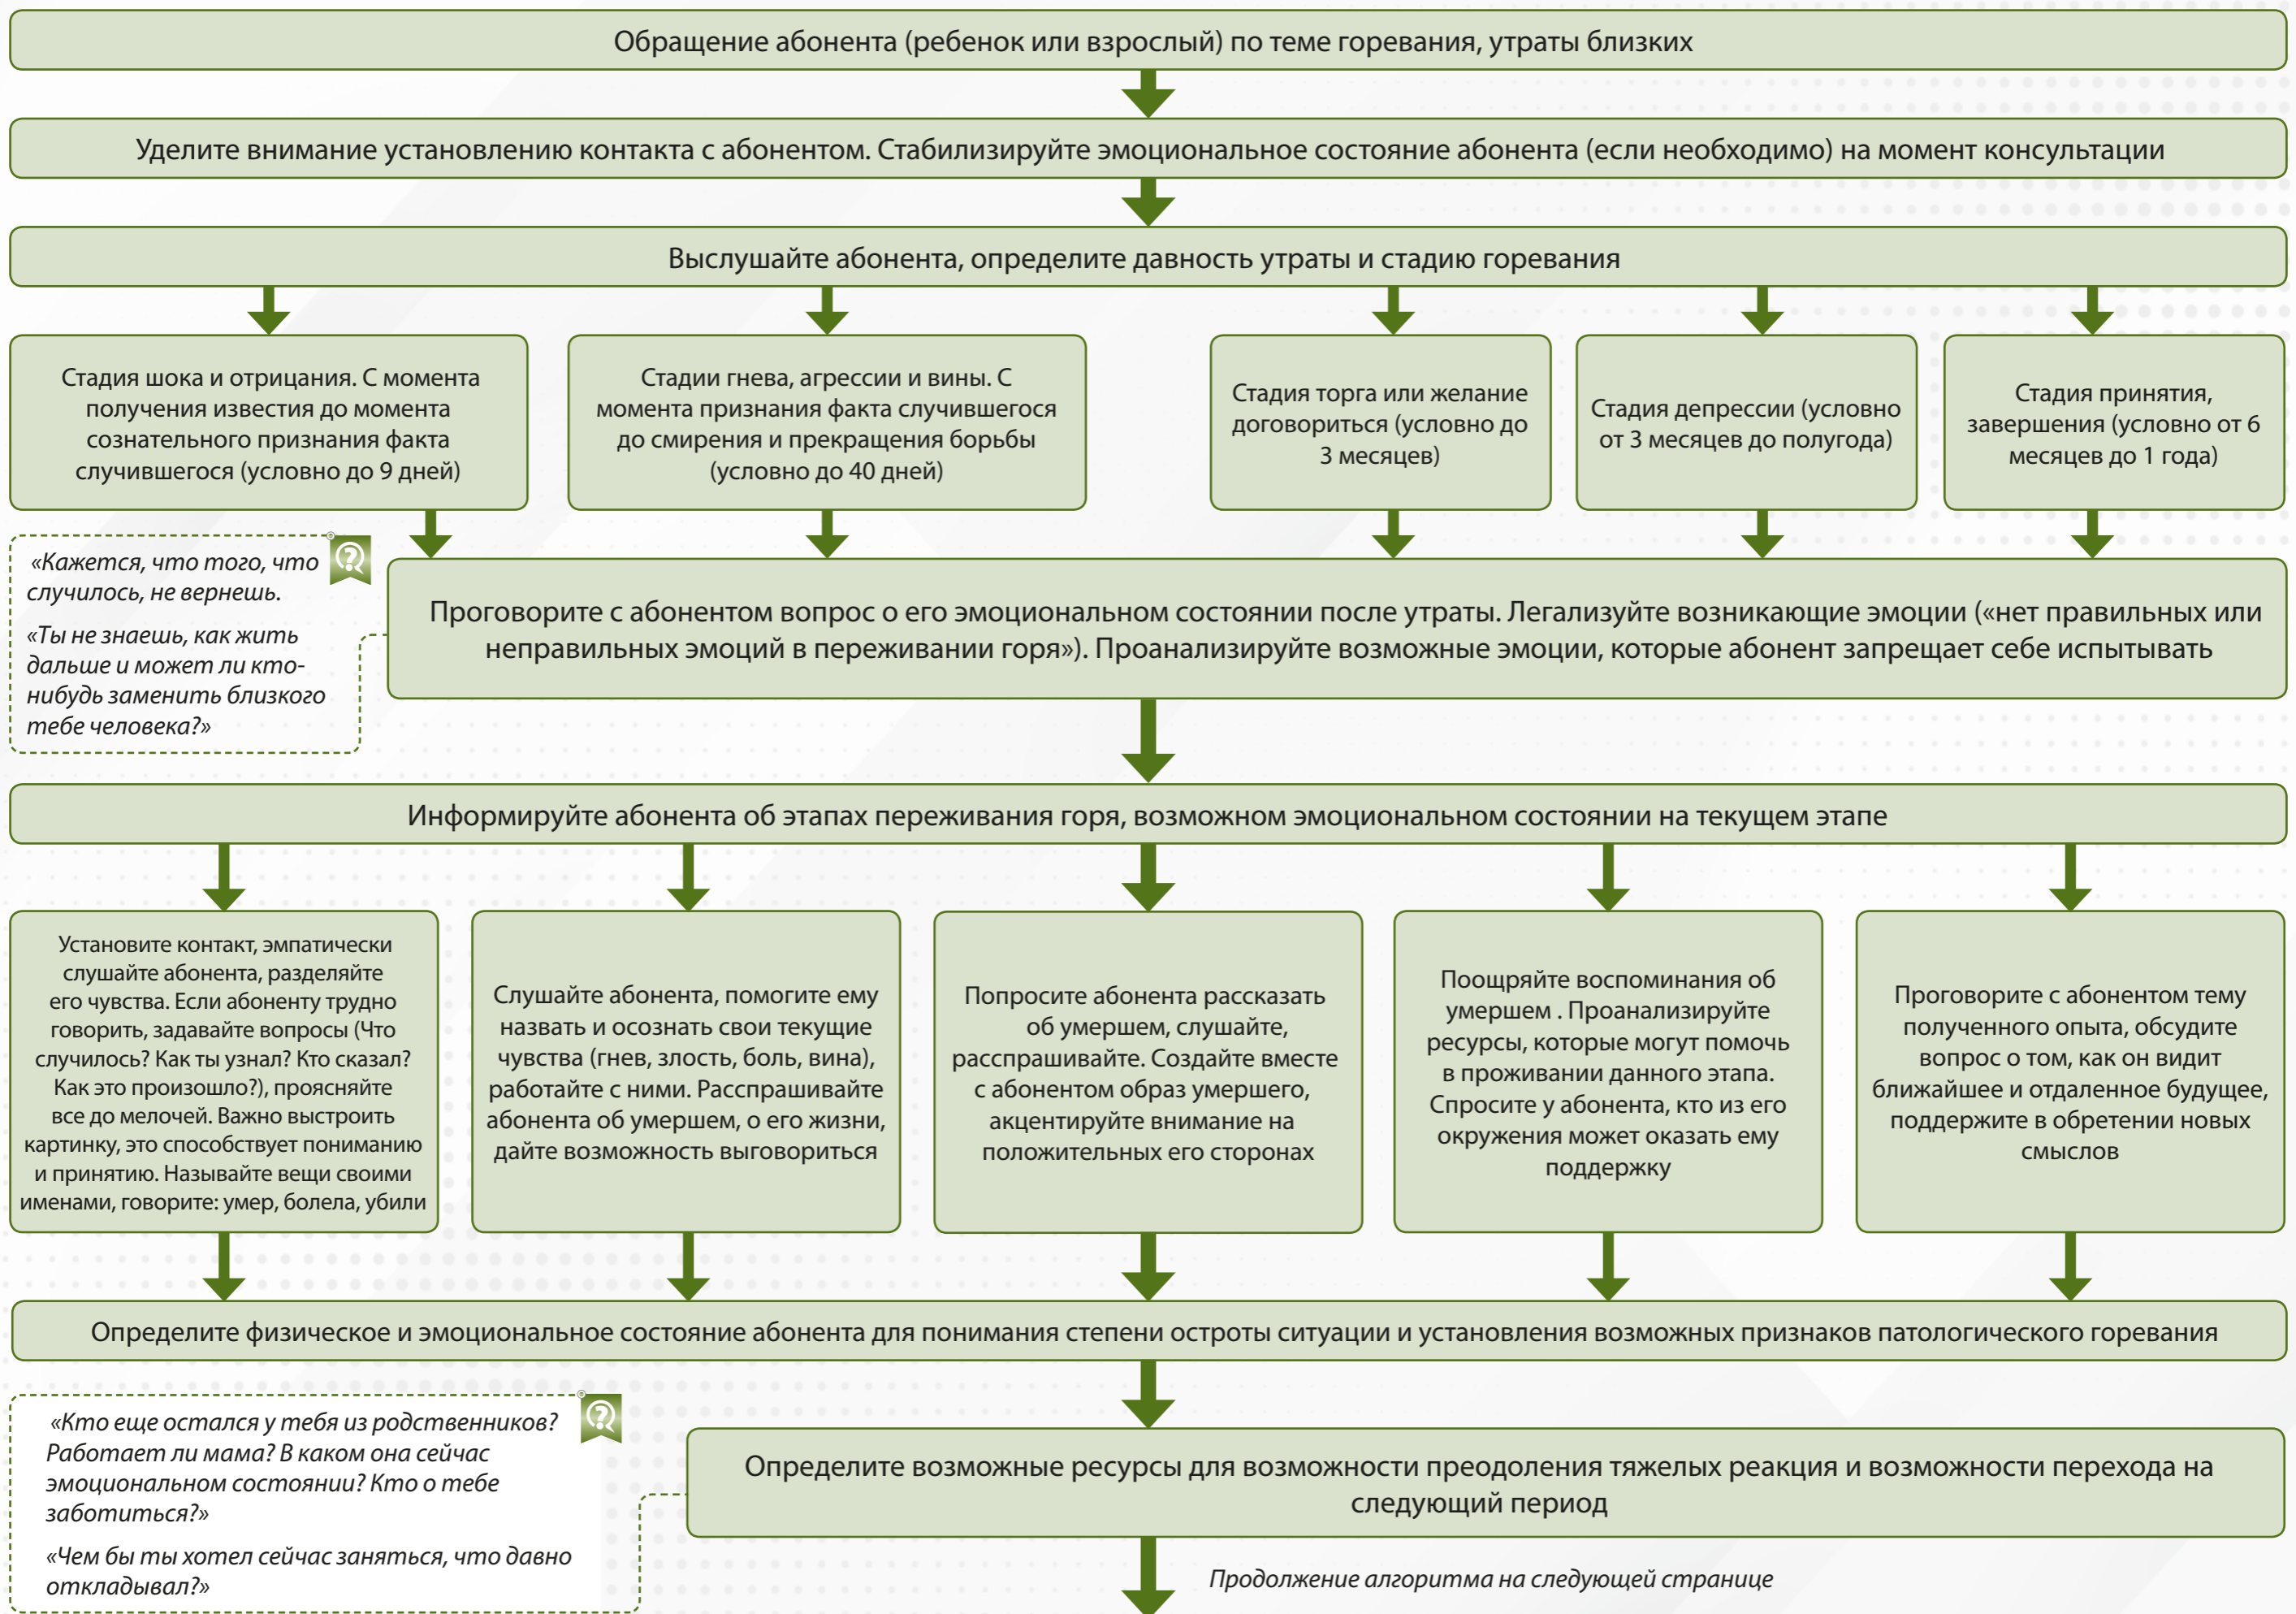 Обращение абонента (ребенок или взрослый) по теме горевания, утраты близких
Уделите внимание установлению контакта с абонентом. Стабилизируйте эмоциональное состояние абонента (если необходимо) на момент консультации
Выслушайте абонента, определите давность утраты и стадию горевания
Стадия шока и отрицания. С момента
получения известия до момента
сознательного признания факта
случившегося (условно до 9 дней)
Стадии гнева, агрессии и вины. С
момента признания факта случившегося
до смирения и прекращения борьбы
(условно до 40 дней)
Стадия торга или желание
договориться (условно до
3 месяцев)
Стадия депрессии (условно
от 3 месяцев до полугода)
Стадия принятия,
завершения (условно от 6
месяцев до 1 года)
«Кажется, что того, что
случилось, не вернешь.
«Ты не знаешь, как жить
дальше и может ли кто-
нибудь заменить близкого
тебе человека?»
Проговорите с абонентом вопрос о его эмоциональном состоянии после утраты. Легализуйте возникающие эмоции («нет правильных или
неправильных эмоций в переживании горя»). Проанализируйте возможные эмоции, которые абонент запрещает себе испытывать
Информируйте абонента об этапах переживания горя, возможном эмоциональном состоянии на текущем этапе
Установите контакт, эмпатически
слушайте абонента, разделяйте
его чувства. Если абоненту трудно
говорить, задавайте вопросы (Что
случилось? Как ты узнал? Кто сказал?
Как это произошло?), проясняйте
все до мелочей. Важно выстроить
картинку, это способствует пониманию
и принятию. Называйте вещи своими
именами, говорите: умер, болела, убили
Слушайте абонента, помогите ему
назвать и осознать свои текущие
чувства (гнев, злость, боль, вина),
работайте с ними. Расспрашивайте
абонента об умершем, о его жизни,
дайте возможность выговориться
Попросите абонента рассказать
об умершем, слушайте,
расспрашивайте. Создайте вместе
с абонентом образ умершего,
акцентируйте внимание на
положительных его сторонах
Поощряйте воспоминания об
умершем . Проанализируйте
ресурсы, которые могут помочь
в проживании данного этапа.
Спросите у абонента, кто из его
окружения может оказать ему
поддержку
Проговорите с абонентом тему
полученного опыта, обсудите
вопрос о том, как он видит
ближайшее и отдаленное будущее,
поддержите в обретении новых
смыслов
Определите физическое и эмоциональное состояние абонента для понимания степени остроты ситуации и установления возможных признаков патологического горевания
«Кто еще остался у тебя из родственников?
Работает ли мама? В каком она сейчас
эмоциональном состоянии? Кто о тебе
заботиться?»
«Чем бы ты хотел сейчас заняться, что давно
откладывал?»
Определите возможные ресурсы для возможности преодоления тяжелых реакция и возможности перехода на
следующий период
Продолжение алгоритма на следующей странице